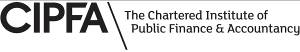 CIPFA
The Chartered Institute of
Public Finance & Accountancy